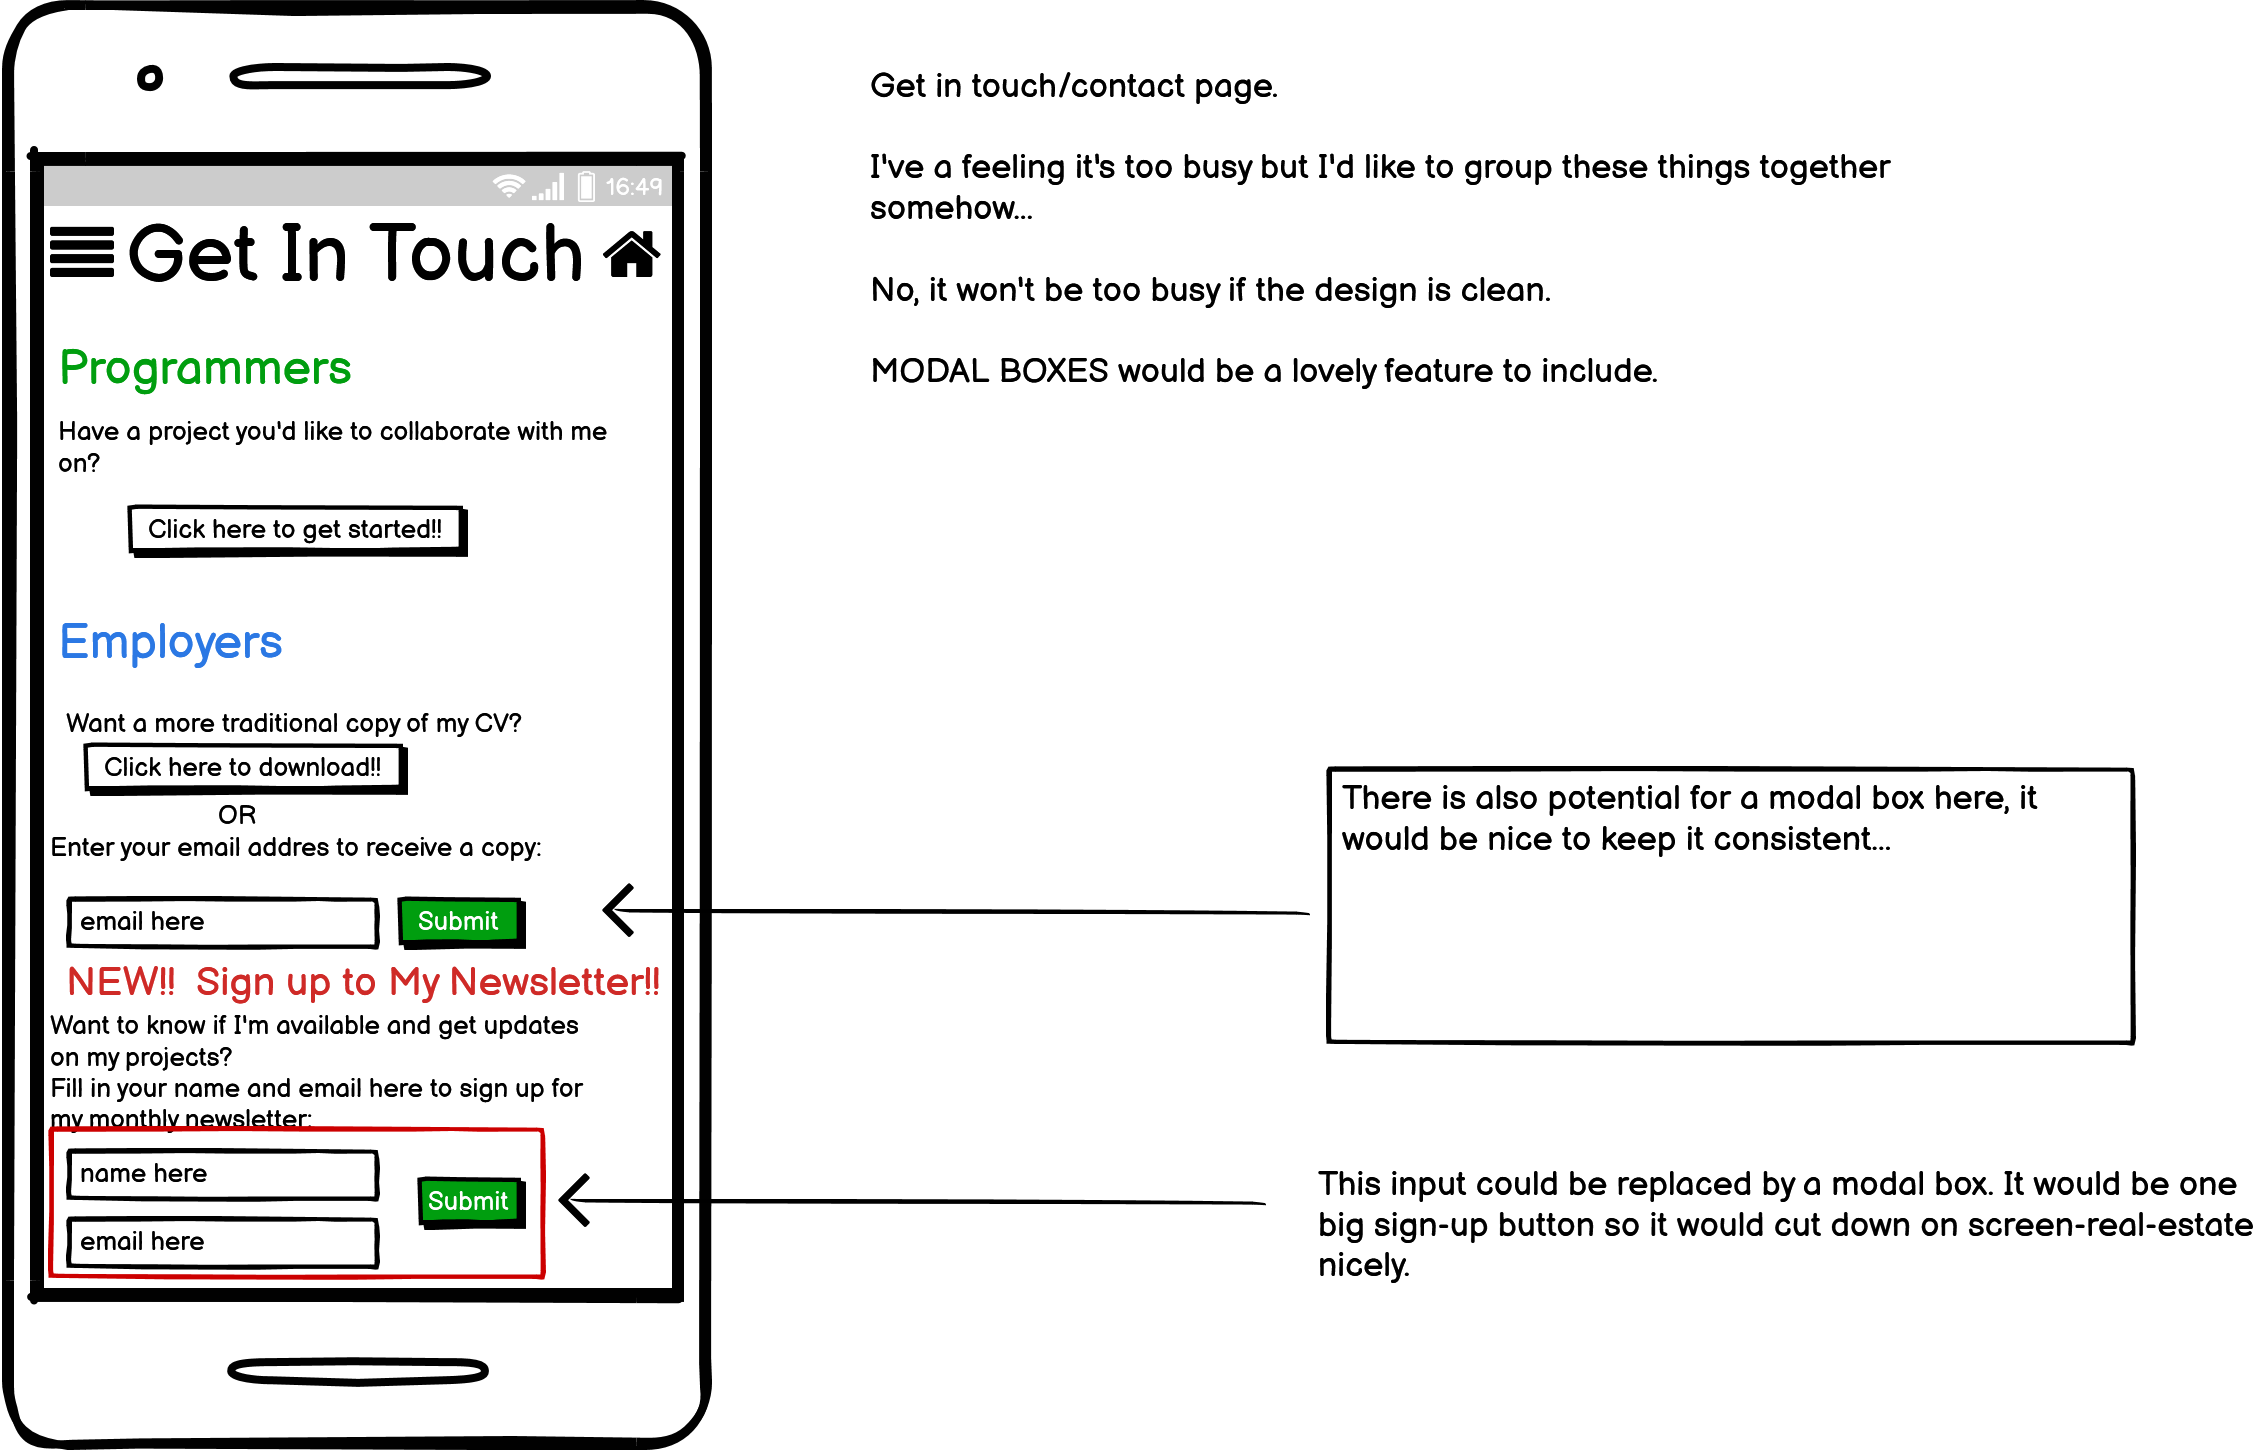 16:49
Get In Touch
Programmers
Have a project you'd like to collaborate with me
on?
Click here to get started!!
Employers
Want a more traditional copy of my CV?
Click here to download!!
OR
Enter your email addres to receive a copy:
email here
Submit
NEW!! Sign up to My Newsletter!!
Want to know if I'm available and get updates
on my projects?
Fill in your name and email here to sign up for
my monthly newsletter:
name here
Submit
email here
Get in touch/contact page.
I've a feeling it's too busy but I'd like to group these things together
somehow...
No, it won't be too busy if the design is clean.
MODAL BOXES would be a lovely feature to include.
There is also potential for a modal box here, it
would be nice to keep it consistent...
This input could be replaced by a modal box. It would be one
big sign-up button so it would cut down on screen-real-estate
nicely.